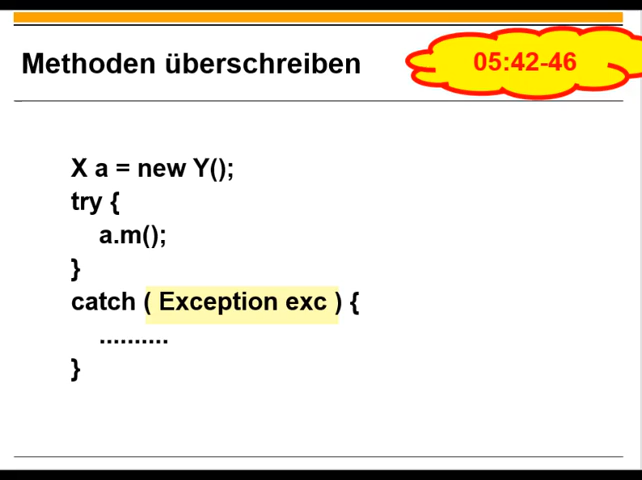 Methoden überschreiben
05:42-46
X a = new Y();
try {
a.m();
}
catch ( Exception exc ) {
..........
}